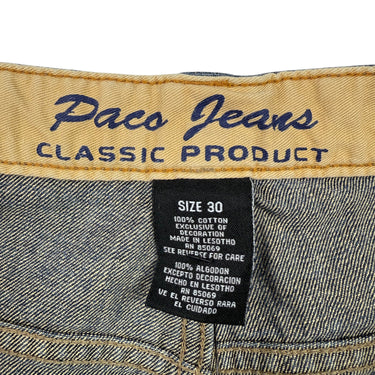 Paco Jeans
CLASSIC PRODUCT
SIZE 30
100% COTTON
EXCLUSIVE OF
DECORATION
MADE IN LESOTHO
RN 85069
SEE REVERSE FOR CARE
100% ALGODON
EXCEPTO DECORACION
HECHO EN LESOTHO
RN 85069
VE EL REVERSO RARA
EL CUIDADO